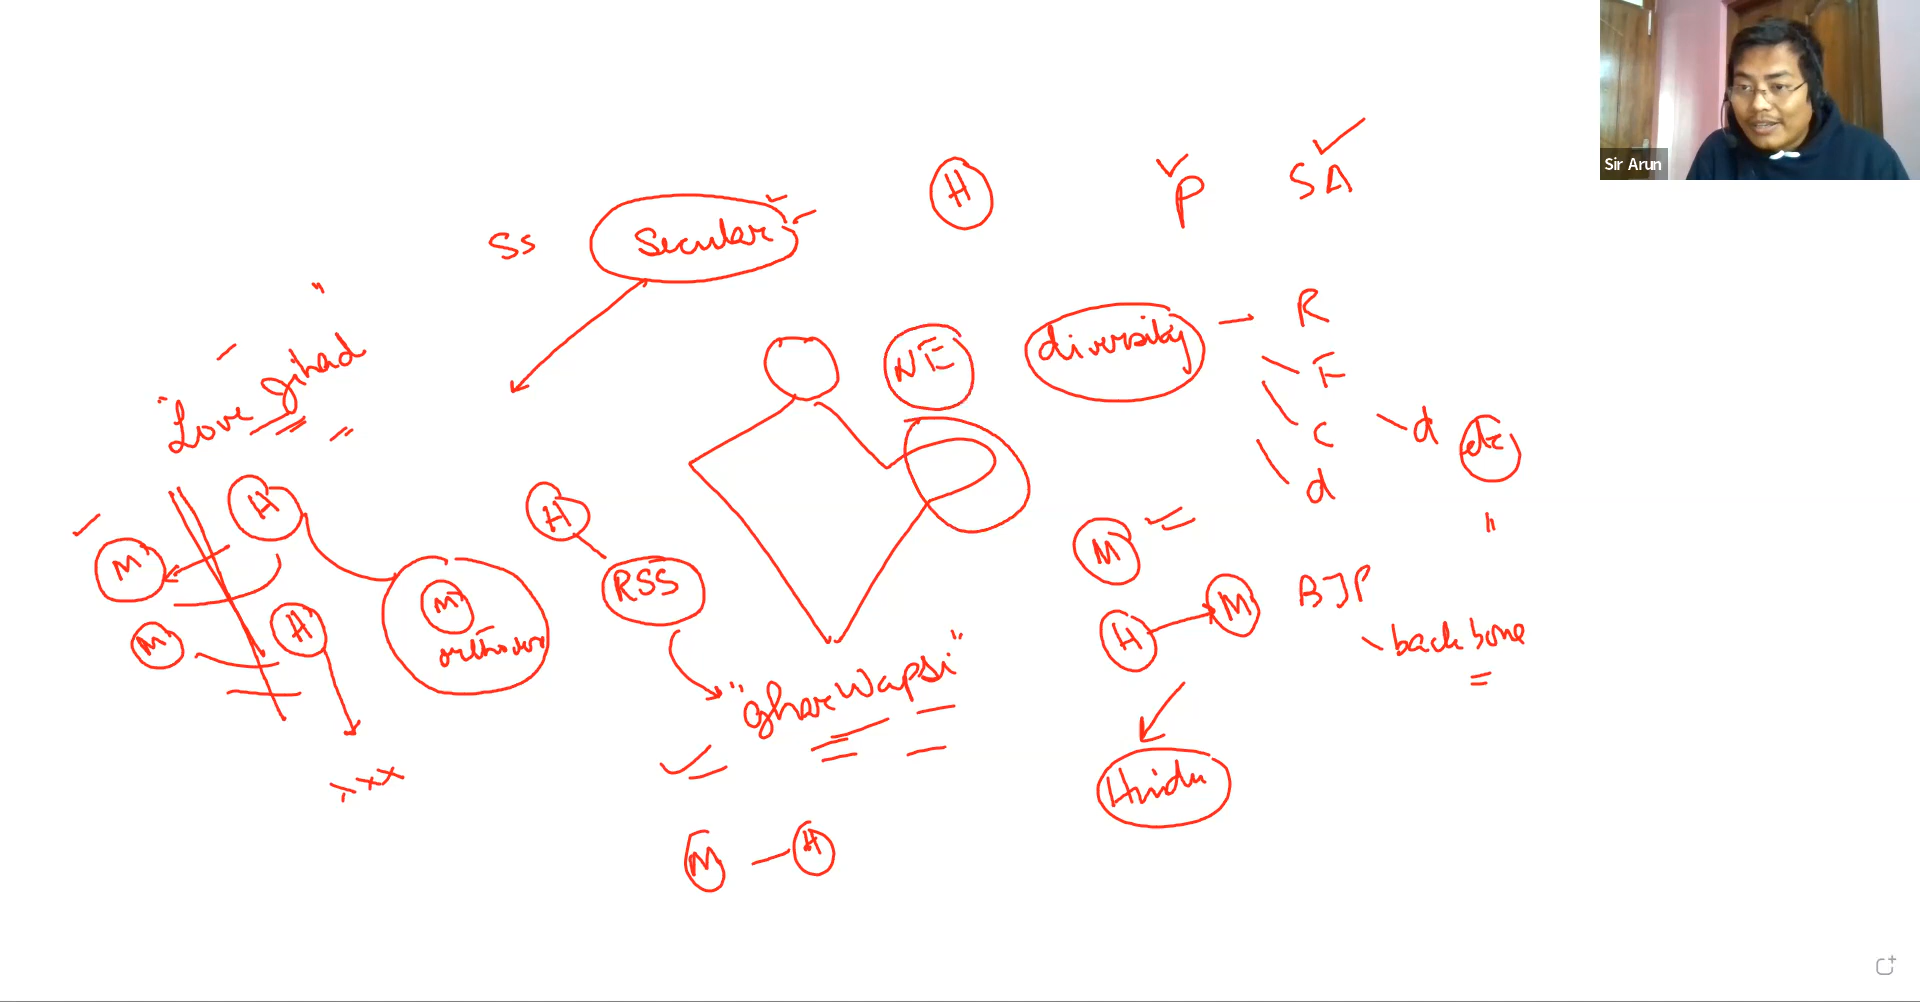 Sir Arun
H
P
SA
Ss
Secular
"Love Jihad"
NE
diversity
R
F
C
d
d
etc
H
M
M
H
M
orthodox
H
RSS
"ghar Wapsi"
M
H
M
H
M
BJP
backbone
Hindu